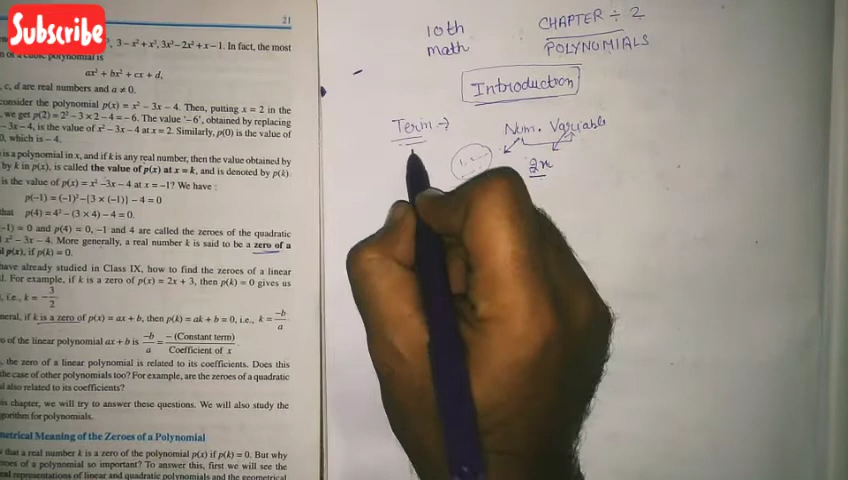 Subscribe
21
, 3 – x² + x³, 3x³ – 2x² + x – 1. In fact, the most
of a cubic polynomial is
ax³ + bx² + cx + d,
, c, d are real numbers and a ≠ 0.
consider the polynomial p(x) = x² – 3x – 4. Then, putting x = 2 in the
we get p(2) = 2² – 3 × 2 – 4 = – 6. The value '– 6', obtained by replacing
– 3x – 4, is the value of x² – 3x – 4 at x = 2. Similarly, p(0) is the value of
0, which is – 4.
is a polynomial in x, and if k is any real number, then the value obtained by
by k in p(x), is called the value of p(x) at x = k, and is denoted by p(k).
is the value of p(x) = x² – 3x – 4 at x = –1? We have :
p(–1) = (–1)² – {3 × (–1)} – 4 = 0
that p(4) = 4² – (3 × 4) – 4 = 0.
–1) = 0 and p(4) = 0, –1 and 4 are called the zeroes of the quadratic
x² – 3x – 4. More generally, a real number k is said to be a zero of a
p(x), if p(k) = 0.
have already studied in Class IX, how to find the zeroes of a linear
For example, if k is a zero of p(x) = 2x + 3, then p(k) = 0 gives us
i.e., k = –3/2
if k is a zero of p(x) = ax + b, then p(k) = ak + b = 0, i.e., k = –b/a
of the linear polynomial ax + b is –b/a = –(Constant term)/Coefficient of x .
, the zero of a linear polynomial is related to its coefficients. Does this
the case of other polynomials too? For example, are the zeroes of a quadratic
also related to its coefficients?
chapter, we will try to answer these questions. We will also study the
for polynomials.
Meaning of the Zeroes of a Polynomial
that a real number k is a zero of the polynomial p(x) if p(k) = 0. But why
of a polynomial so important? To answer this, first we will see the
representations of linear and quadratic polynomials and the geometrical
10th
math
CHAPTER ÷ 2
POLYNOMIALS
Introduction
Term →
Num. Variable
2x